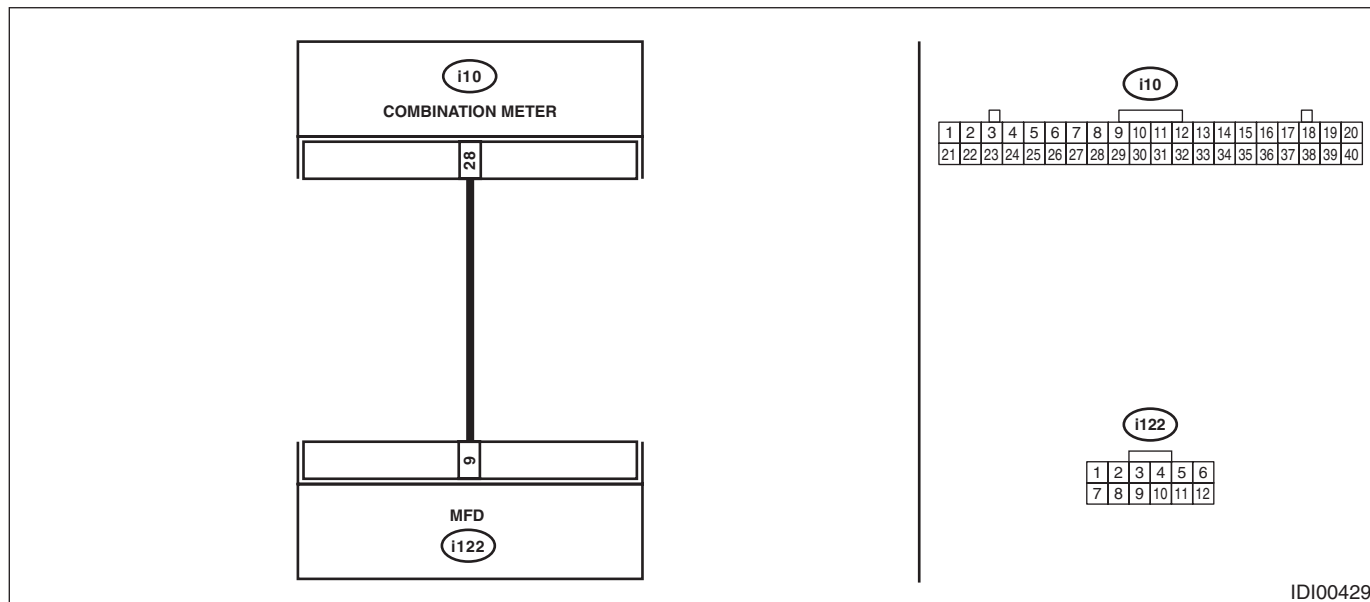 i10
COMBINATION METER
28
9
MFD
i122
i10
1 2 3 4 5 6 7 8 9 10 11 12 13 14 15 16 17 18 19 20
21 22 23 24 25 26 27 28 29 30 31 32 33 34 35 36 37 38 39 40
i122
1 2 3 4 5 6
7 8 9 10 11 12
IDI00429